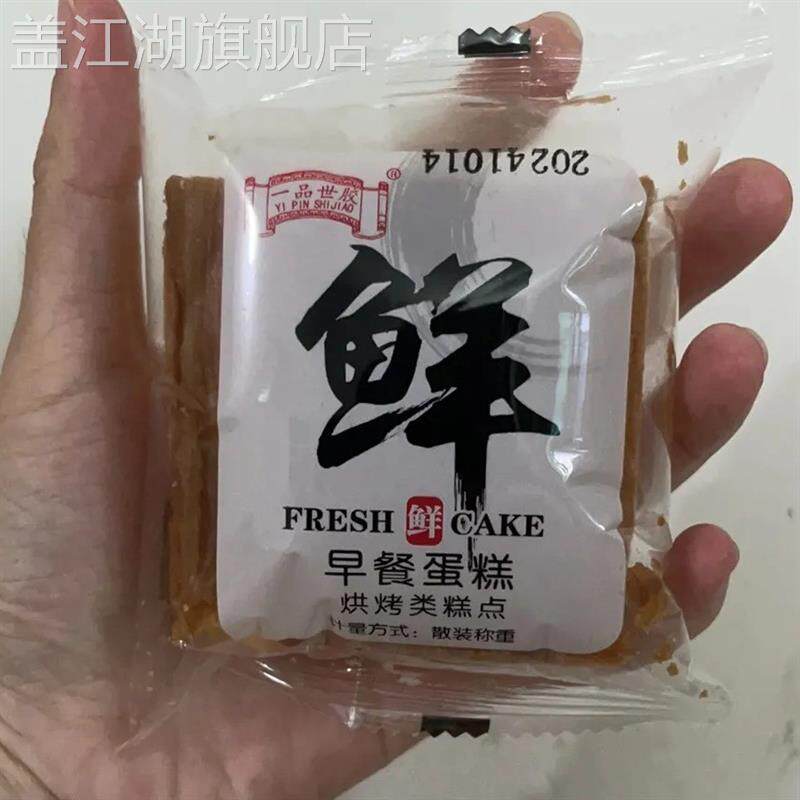 盖江湖旗舰店
20241014
一品世胶®
YI PIN SHIJIAO
鲜
FRESH 鲜 CAKE
早餐蛋糕
烘烤类糕点
计量方式：散装称重